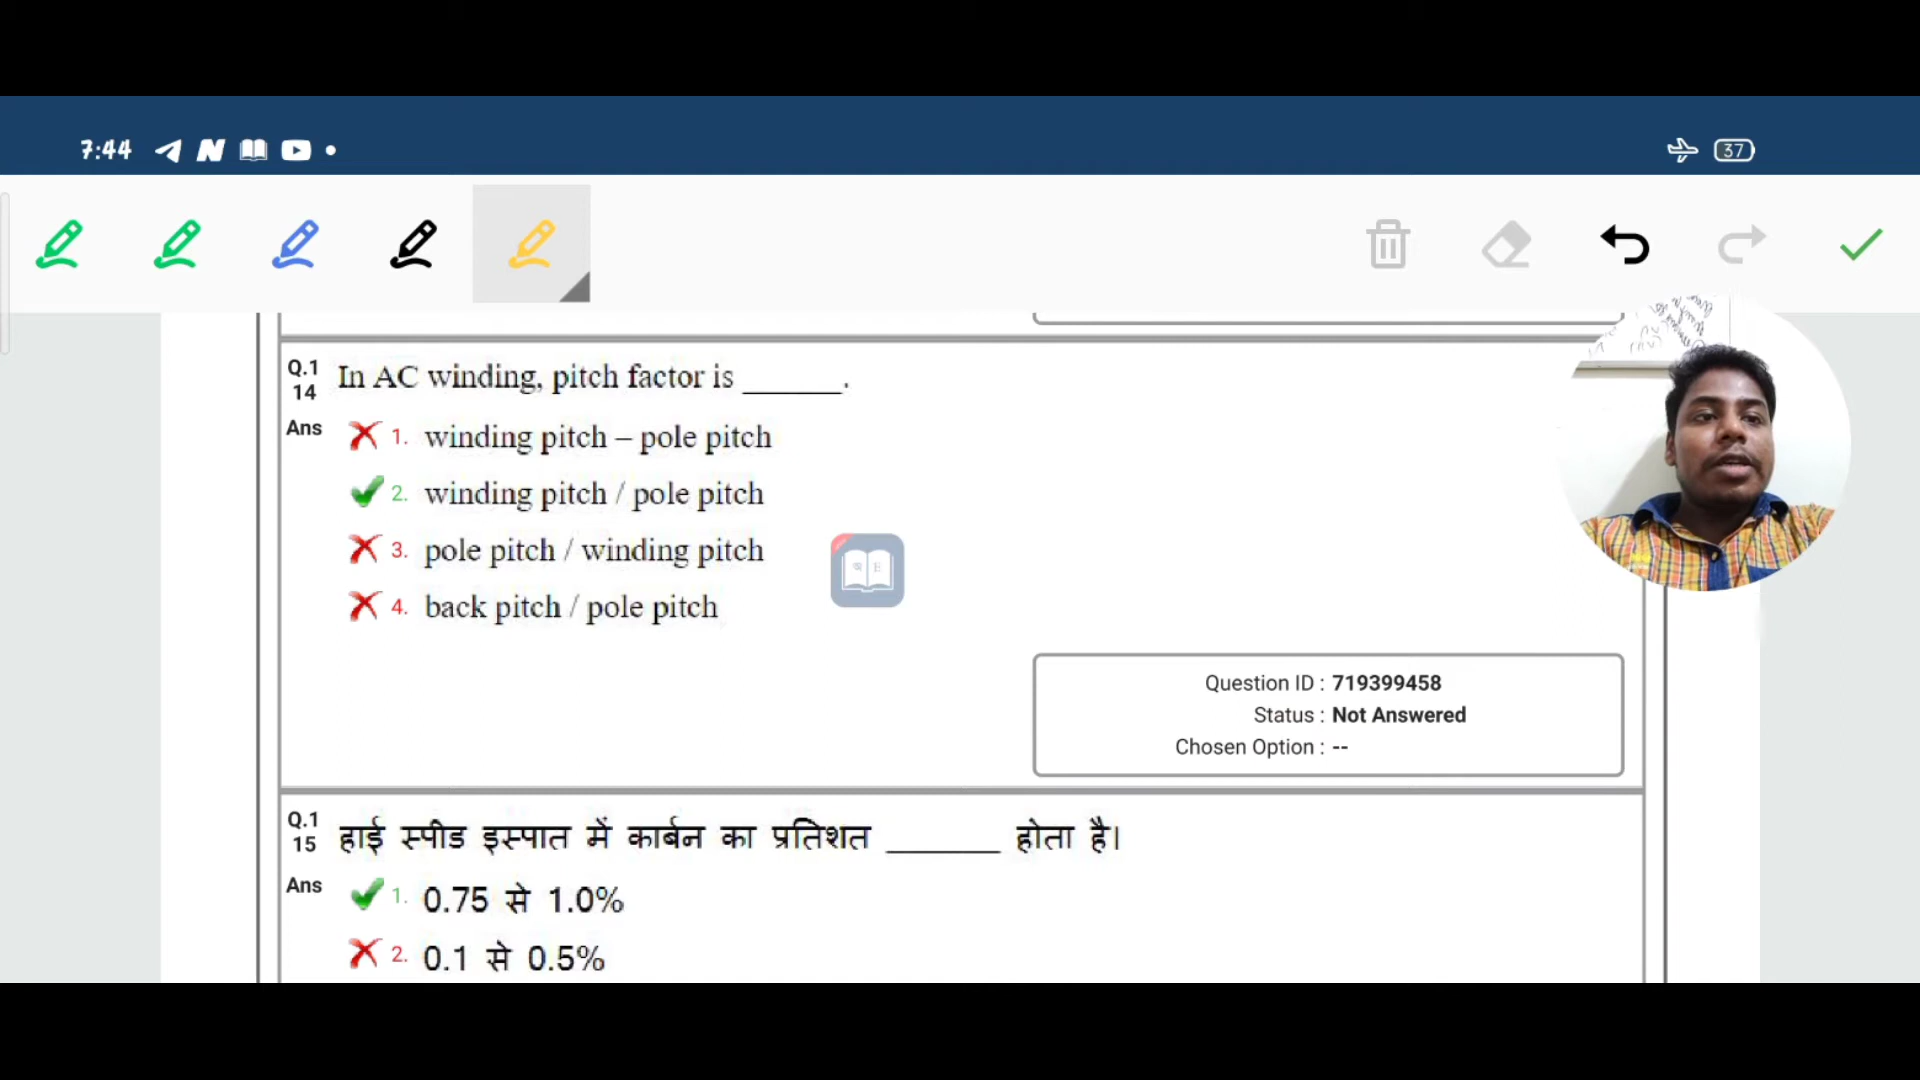 7:44
37
Q.1
14
In AC winding, pitch factor is ______.
Ans
1. winding pitch – pole pitch
2. winding pitch / pole pitch
3. pole pitch / winding pitch
4. back pitch / pole pitch
Question ID : 719399458
Status : Not Answered
Chosen Option : --
Q.1
15
हाई स्पीड इस्पात में कार्बन का प्रतिशत ______ होता है।
Ans
1. 0.75 से 1.0%
2. 0.1 से 0.5%